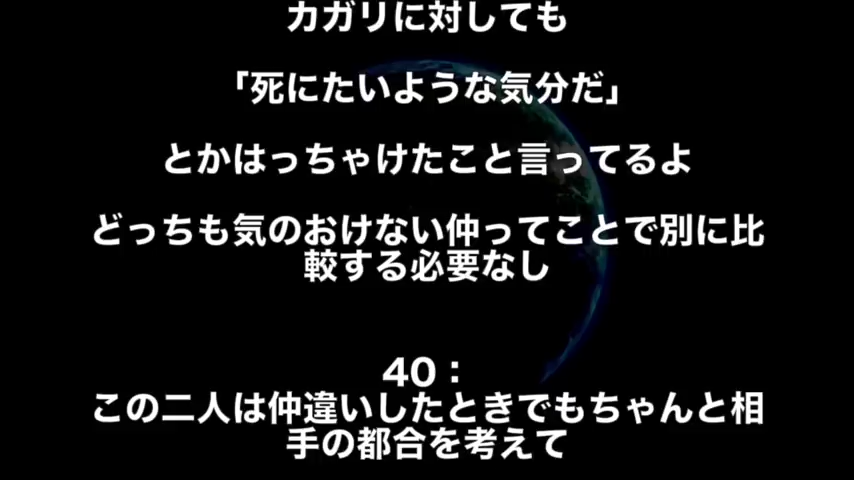 カガリに対しても
「死にたいような気分だ」
とかはっちゃけたこと言ってるよ
どっちも気のおけない仲ってことで別に比
較する必要なし
40：
この二人は仲違いしたときでもちゃんと相
手の都合を考えて